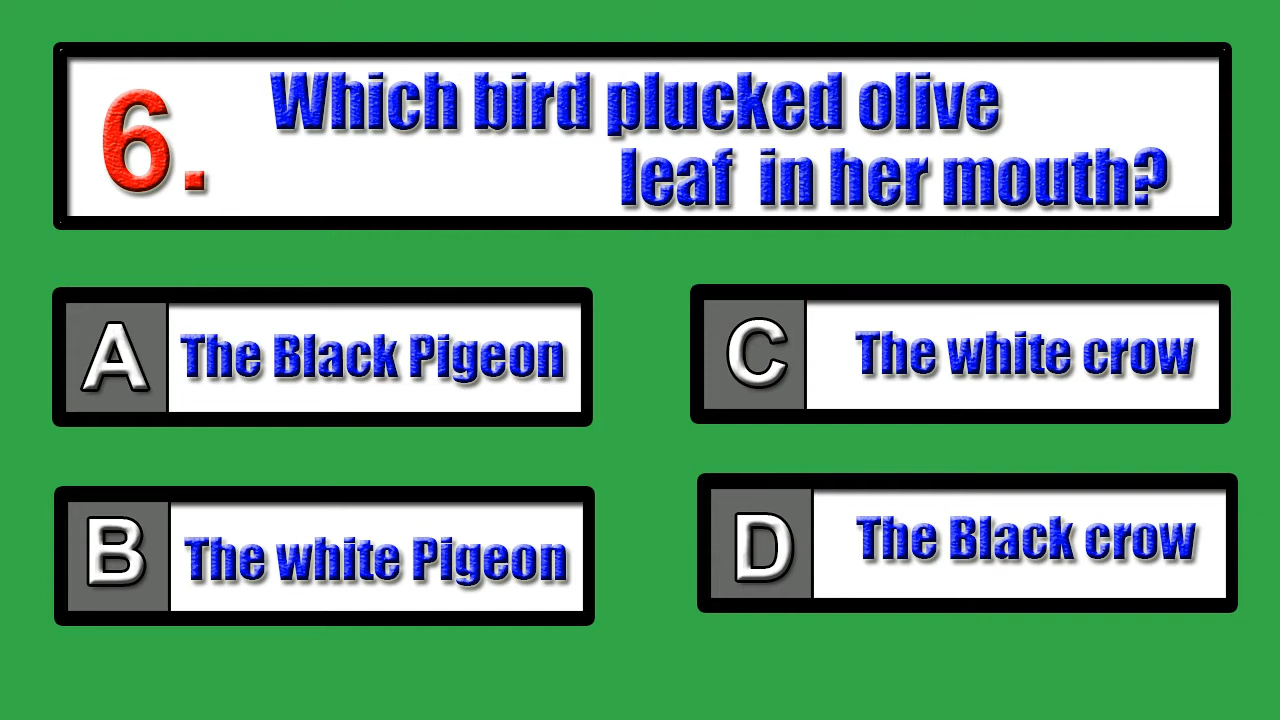 6.
Which bird plucked olive
leaf in her mouth?
A
The Black Pigeon
C
The white crow
B
The white Pigeon
D
The Black crow